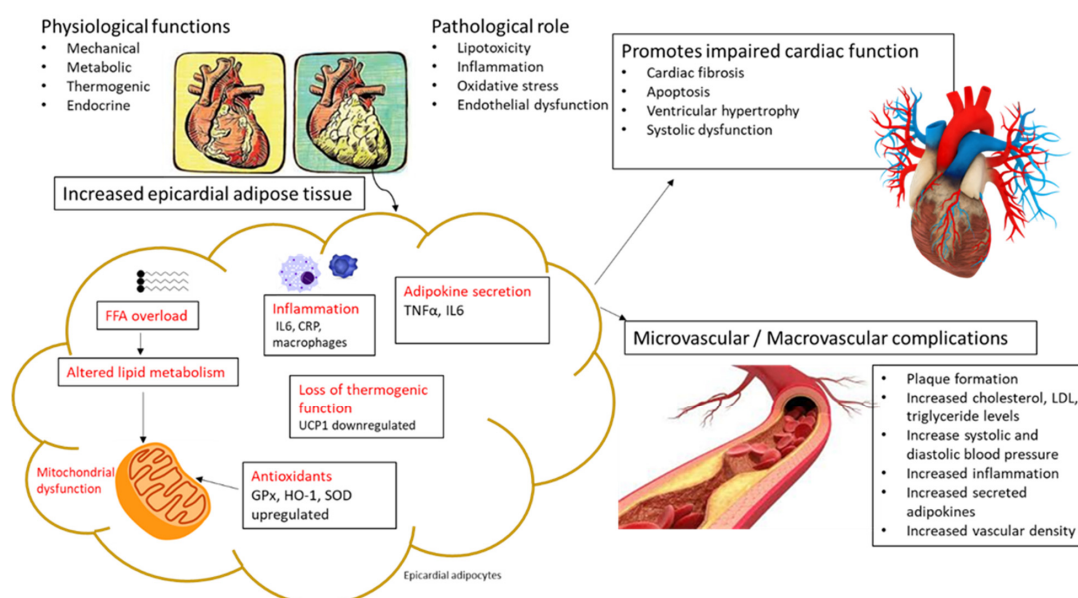 Physiological functions
• Mechanical
• Metabolic
• Thermogenic
• Endocrine
Pathological role
• Lipotoxicity
• Inflammation
• Oxidative stress
• Endothelial dysfunction
Promotes impaired cardiac function
• Cardiac fibrosis
• Apoptosis
• Ventricular hypertrophy
• Systolic dysfunction
Increased epicardial adipose tissue
FFA overload
Altered lipid metabolism
Mitochondrial
dysfunction
Inflammation
IL6, CRP,
macrophages
Adipokine secretion
TNFα, IL6
Loss of thermogenic
function
UCP1 downregulated
Antioxidants
GPx, HO-1, SOD
upregulated
Epicardial adipocytes
Microvascular / Macrovascular complications
• Plaque formation
• Increased cholesterol, LDL,
triglyceride levels
• Increase systolic and
diastolic blood pressure
• Increased inflammation
• Increased secreted
adipokines
• Increased vascular density